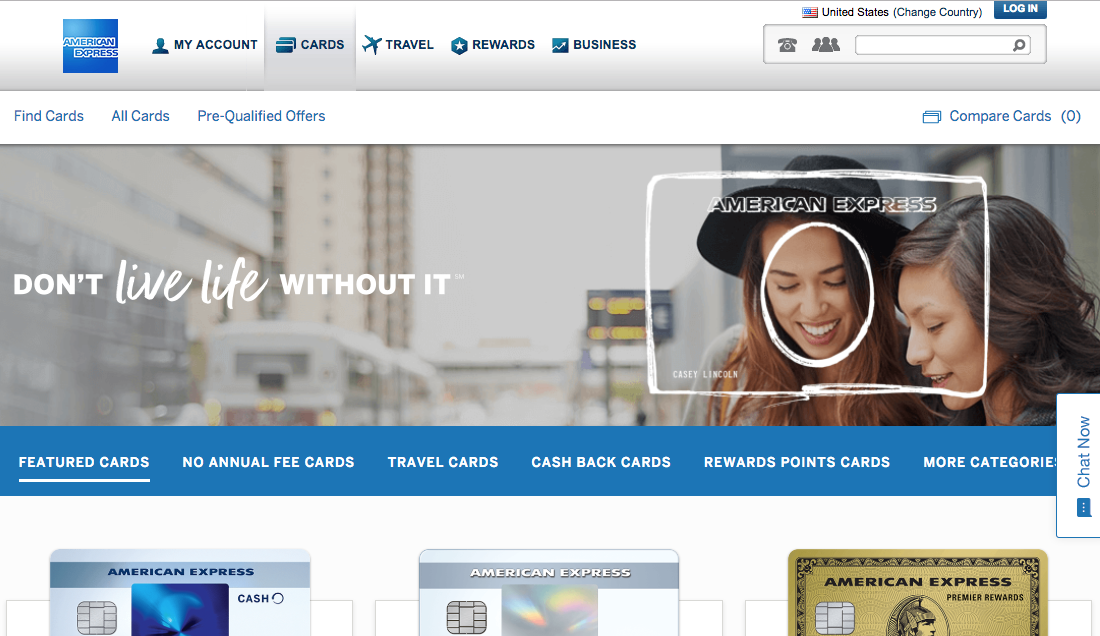 United States (Change Country)
LOG IN
AMERICAN
EXPRESS
MY ACCOUNT
CARDS
TRAVEL
REWARDS
BUSINESS
Find Cards
All Cards
Pre-Qualified Offers
Compare Cards (0)
AMERICAN EXPRESS
DON'T live life WITHOUT IT℠
CASEY LINCOLN
Chat Now
FEATURED CARDS
NO ANNUAL FEE CARDS
TRAVEL CARDS
CASH BACK CARDS
REWARDS POINTS CARDS
MORE CATEGORIES
AMERICAN EXPRESS
CASH
AMERICAN EXPRESS
AMERICAN EXPRESS
PREMIER REWARDS